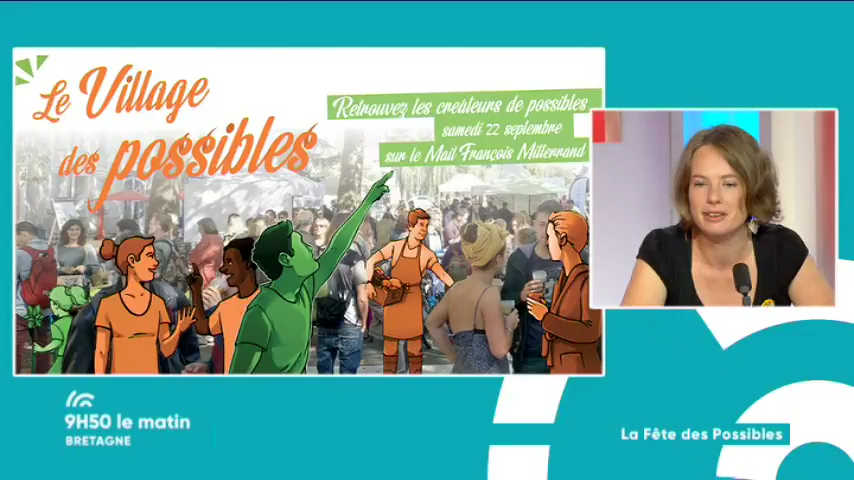 Le Village
des possibles
Retrouvez les créateurs de possibles
samedi 22 septembre
sur le Mail François Mitterrand
9H50 le matin
BRETAGNE
La Fête des Possibles